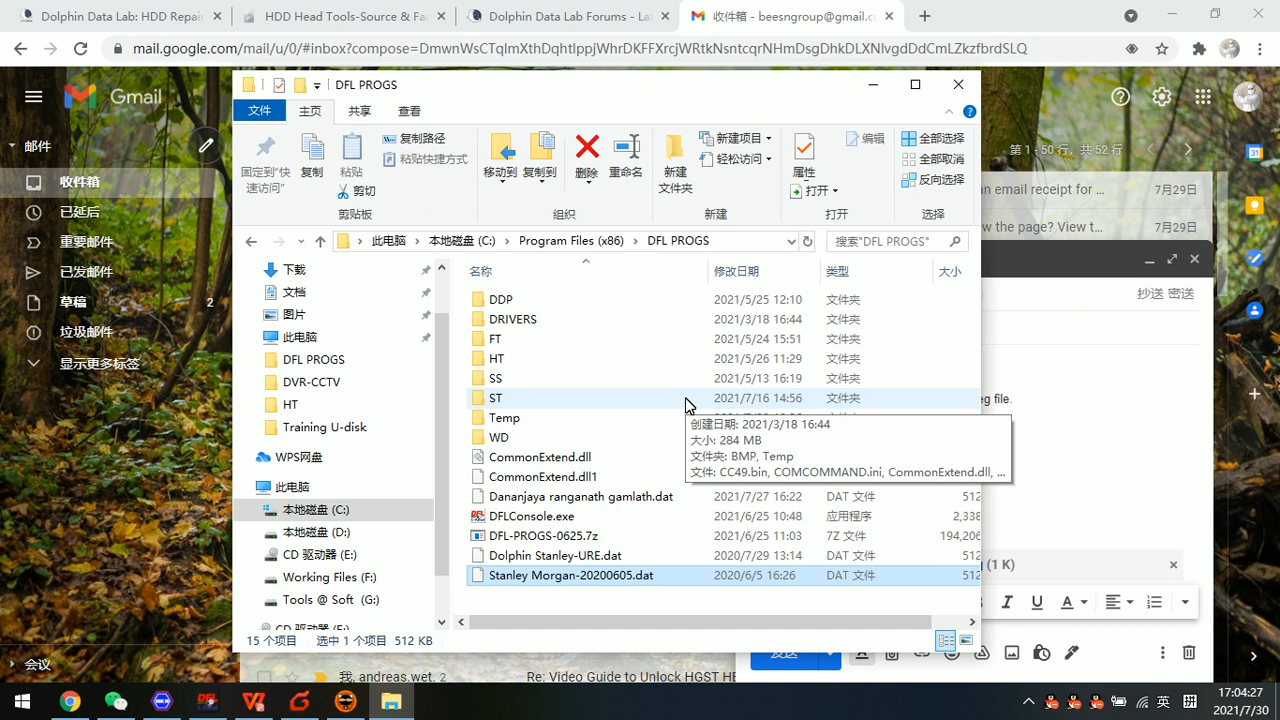 Dolphin Data Lab: HDD Repair
HDD Head Tools-Source & Fac
Dolphin Data Lab Forums - Lat
收件箱 - beesngroup@gmail.c
mail.google.com/mail/u/0/#inbox?compose=DmwnWsCTqlmXthDqhtlppjWhrDKFFXrcjWRtkNsntcqrNHmDsgDhkDLXNlvgdDdCmLZkzfbrdSLQ
Gmail
邮件
收件箱
已延后
重要邮件
已发邮件
草稿 2
垃圾邮件
显示更多标签
会议
DFL PROGS
文件
主页
共享
查看
固定到"快
速访问"
复制
粘贴
复制路径
粘贴快捷方式
剪切
剪贴板
移动到
复制到
删除
重命名
组织
新建
文件夹
新建项目
轻松访问
新建
属性
编辑
打开
打开
全部选择
全部取消
反向选择
选择
此电脑
本地磁盘 (C:)
Program Files (x86)
DFL PROGS
搜索"DFL PROGS"
下载
文档
图片
此电脑
DFL PROGS
DVR-CCTV
HT
Training U-disk
WPS网盘
此电脑
本地磁盘 (C:)
本地磁盘 (D:)
CD 驱动器 (E:)
Working Files (F:)
Tools @ Soft (G:)
CD 驱动器 (E:)
名称 修改日期 类型 大小
DDP 2021/5/25 12:10 文件夹
DRIVERS 2021/3/18 16:44 文件夹
FT 2021/5/24 15:51 文件夹
HT 2021/5/26 11:29 文件夹
SS 2021/5/13 16:19 文件夹
ST 2021/7/16 14:56 文件夹
Temp
WD
CommonExtend.dll
CommonExtend.dll1
Dananjaya ranganath gamlath.dat 2021/7/27 16:22 DAT 文件 512
DFLConsole.exe 2021/6/25 10:48 应用程序 2,338
DFL-PROGS-0625.7z 2021/6/25 11:03 7Z 文件 194,206
Dolphin Stanley-URE.dat 2020/7/29 13:14 DAT 文件 512
Stanley Morgan-20200605.dat 2020/6/5 16:26 DAT 文件 512
创建日期: 2021/3/18 16:44
大小: 284 MB
文件夹: BMP, Temp
文件: CC49.bin, COMCOMMAND.ini, CommonExtend.dll, ...
15 个项目 选中 1 个项目 512 KB
第 1 - 50 行，共 52 行
an email receipt for ... 7月29日
w the page? View t... 7月29日
抄送 密送
eg file.
(1 K)
发送
我, andreas.wet. 2
Re: Video Guide to Unlock HGST HE
英
拼
17:04:27
2021/7/30